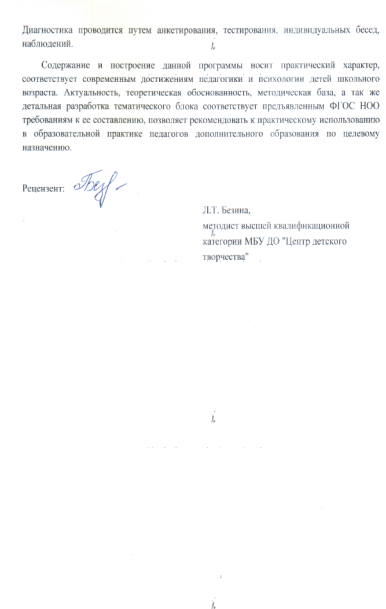 Диагностика проводится путем анкетирования, тестирования, индивидуальных бесед,
наблюдений.
Содержание и построение данной программы носит практический характер,
соответствует современным достижениям педагогики и психологии детей школьного
возраста. Актуальность, теоретическая обоснованность, методическая база, а так же
детальная разработка тематического блока соответствует предъявленным ФГОС НОО
требованиям к ее составлению, позволяет рекомендовать к практическому использованию
в образовательной практике педагогов дополнительного образования по целевому
назначению.
Рецензент:
Л.Т. Безина,
методист высшей квалификационной
категории МБУ ДО "Центр детского
творчества"